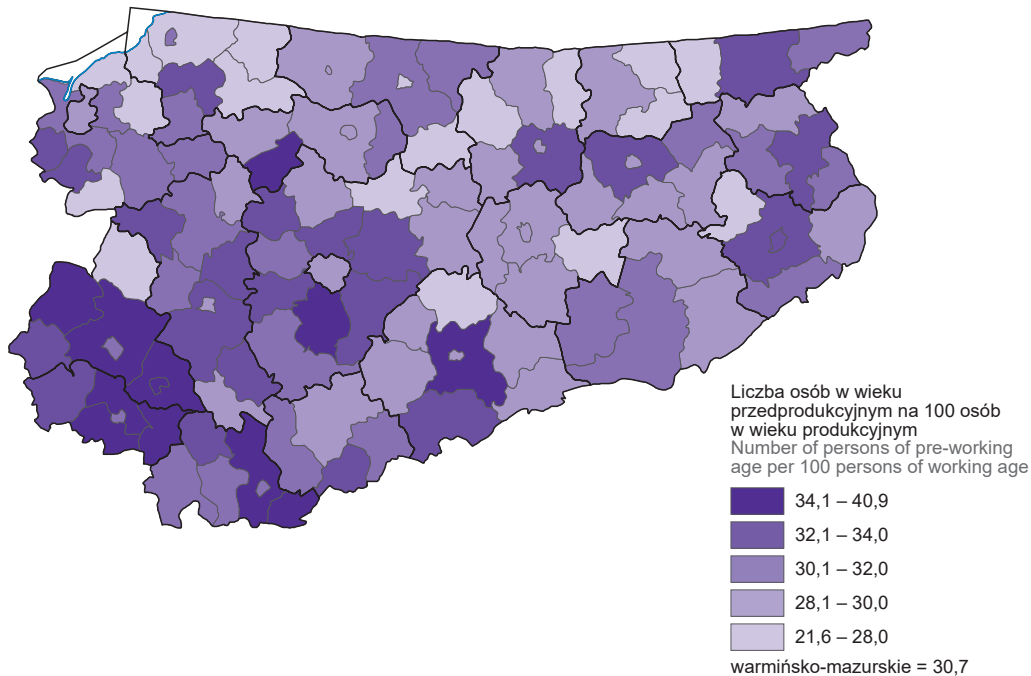 Liczba osób w wieku
przedprodukcyjnym na 100 osób
w wieku produkcyjnym
Number of persons of pre-working
age per 100 persons of working age
34,1 – 40,9
32,1 – 34,0
30,1 – 32,0
28,1 – 30,0
21,6 – 28,0
warmińsko-mazurskie = 30,7